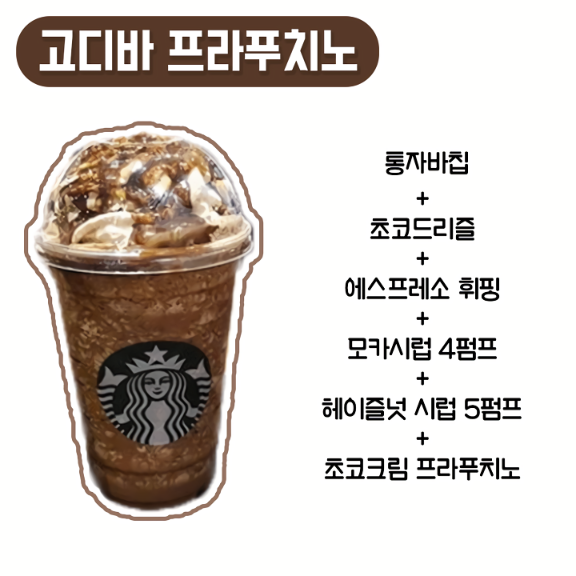 고디바 프라푸치노
통자바칩
+
초코드리즐
+
에스프레소 휘핑
+
모카시럽 4펌프
+
헤이즐넛 시럽 5펌프
+
초코크림 프라푸치노